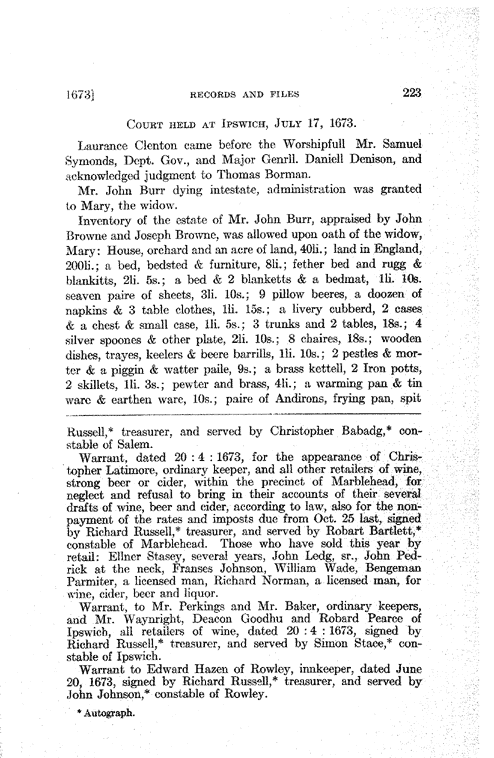 1673]
RECORDS AND FILES
223
COURT HELD AT IPSWICH, JULY 17, 1673.
Laurance Clenton came before the Worshipfull Mr. Samuel
Symonds, Dept. Gov., and Major Genrll. Daniell Denison, and
acknowledged judgment to Thomas Borman.
Mr. John Burr dying intestate, administration was granted
to Mary, the widow.
Inventory of the estate of Mr. John Burr, appraised by John
Browne and Joseph Browne, was allowed upon oath of the widow,
Mary: House, orchard and an acre of land, 40li.; land in England,
200li.; a bed, bedsted & furniture, 8li.; fether bed and rugg &
blankitts, 2li. 5s.; a bed & 2 blanketts & a bedmat, 1li. 10s.
seaven paire of sheets, 3li. 10s.; 9 pillow beeres, a doozen of
napkins & 3 table clothes, 1li. 15s.; a livery cubberd, 2 cases
& a chest & small case, 1li. 5s.; 3 trunks and 2 tables, 18s.; 4
silver spoones & other plate, 2li. 10s.; 8 chaires, 18s.; wooden
dishes, trayes, keelers & beere barrills, 1li. 10s.; 2 pestles & mor-
ter & a piggin & watter paile, 9s.; a brass kettell, 2 Iron potts,
2 skillets, 1li. 3s.; pewter and brass, 4li.; a warming pan & tin
ware & earthen ware, 10s.; paire of Andirons, frying pan, spit
Russell,* treasurer, and served by Christopher Babadg,* con-
stable of Salem.
Warrant, dated 20 : 4 : 1673, for the appearance of Chris-
topher Latimore, ordinary keeper, and all other retailers of wine,
strong beer or cider, within the precinct of Marblehead, for
neglect and refusal to bring in their accounts of their several
drafts of wine, beer and cider, according to law, also for the non-
payment of the rates and imposts due from Oct. 25 last, signed
by Richard Russell,* treasurer, and served by Robart Bartlett,*
constable of Marblehead. Those who have sold this year by
retail: Ellner Stasey, several years, John Ledg, sr., John Ped-
rick at the neck, Franses Johnson, William Wade, Bengeman
Parmiter, a licensed man, Richard Norman, a licensed man, for
wine, cider, beer and liquor.
Warrant, to Mr. Perkings and Mr. Baker, ordinary keepers,
and Mr. Waynright, Deacon Goodhu and Robard Pearce of
Ipswich, all retailers of wine, dated 20 : 4 : 1673, signed by
Richard Russell,* treasurer, and served by Simon Stace,* con-
stable of Ipswich.
Warrant to Edward Hazen of Rowley, innkeeper, dated June
20, 1673, signed by Richard Russell,* treasurer, and served by
John Johnson,* constable of Rowley.
* Autograph.